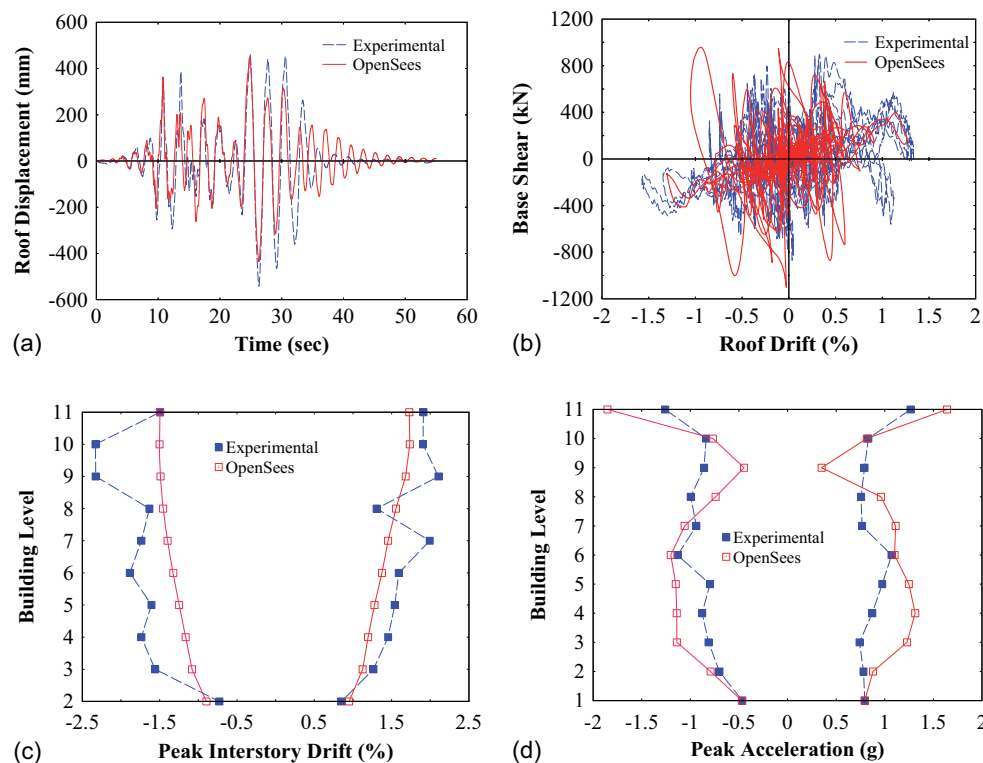 600
400
200
0
-200
-400
-600
Roof Displacement (mm)
Experimental
OpenSees
0 10 20 30 40 50 60
(a) Time (sec)
1200
800
400
0
-400
-800
-1200
Base Shear (kN)
Experimental
OpenSees
-2 -1.5 -1 -0.5 0 0.5 1 1.5 2
(b) Roof Drift (%)
11
10
9
8
7
6
5
4
3
2
Building Level
Experimental
OpenSees
-2.5 -1.5 -0.5 0.5 1.5 2.5
(c) Peak Interstory Drift (%)
11
10
9
8
7
6
5
4
3
2
1
Building Level
Experimental
OpenSees
-2 -1.5 -1 -0.5 0 0.5 1 1.5 2
(d) Peak Acceleration (g)